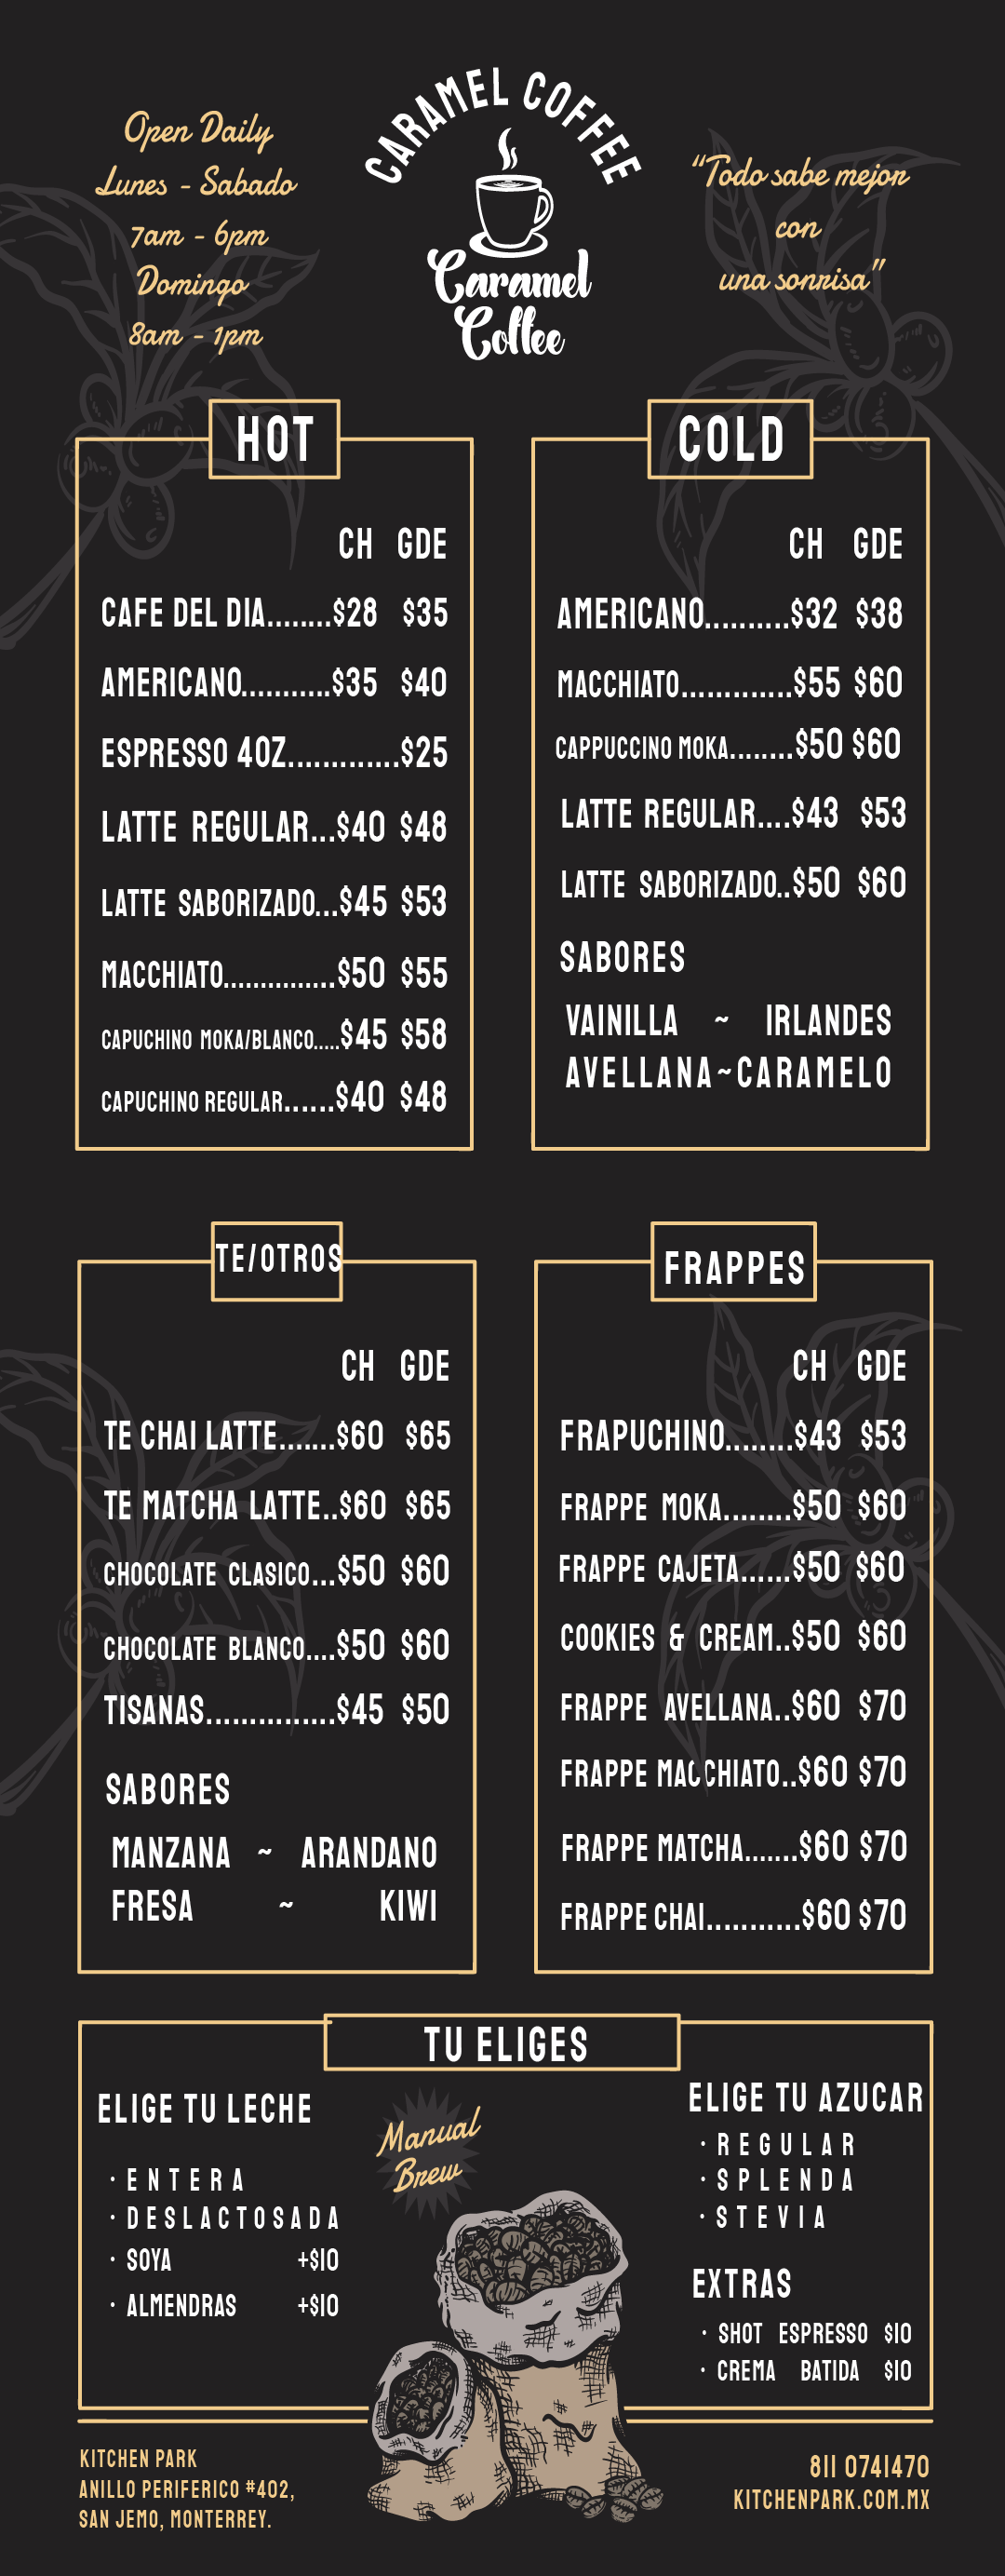 Open Daily
Lunes - Sabado
7am - 6pm
Domingo
8am - 1pm
CARAMEL COFFEE
Caramel
Coffee
"Todo sabe mejor
con
una sonrisa"
HOT
CH GDE
CAFE DEL DIA........$28 $35
AMERICANO...........$35 $40
ESPRESSO 4OZ............$25
LATTE REGULAR...$40 $48
LATTE SABORIZADO...$45 $53
MACCHIATO...............$50 $55
CAPUCHINO MOKA/BLANCO.....$45 $58
CAPUCHINO REGULAR......$40 $48
COLD
CH GDE
AMERICANO..........$32 $38
MACCHIATO.............$55 $60
CAPPUCCINO MOKA........$50 $60
LATTE REGULAR....$43 $53
LATTE SABORIZADO..$50 $60
SABORES
VAINILLA ~ IRLANDES
AVELLANA~CARAMELO
TE/OTROS
CH GDE
TE CHAI LATTE.......$60 $65
TE MATCHA LATTE..$60 $65
CHOCOLATE CLASICO...$50 $60
CHOCOLATE BLANCO....$50 $60
TISANAS...............$45 $50
SABORES
MANZANA ~ ARANDANO
FRESA ~ KIWI
FRAPPES
CH GDE
FRAPUCHINO........$43 $53
FRAPPE MOKA........$50 $60
FRAPPE CAJETA......$50 $60
COOKIES & CREAM..$50 $60
FRAPPE AVELLANA..$60 $70
FRAPPE MACCHIATO..$60 $70
FRAPPE MATCHA.......$60 $70
FRAPPE CHAI...........$60 $70
TU ELIGES
ELIGE TU LECHE
· ENTERA
· DESLACTOSADA
· SOYA +$10
· ALMENDRAS +$10
Manual
Brew
ELIGE TU AZUCAR
· REGULAR
· SPLENDA
· STEVIA
EXTRAS
· SHOT ESPRESSO $10
· CREMA BATIDA $10
KITCHEN PARK
ANILLO PERIFERICO #402,
SAN JEMO, MONTERREY.
811 0741470
KITCHENPARK.COM.MX